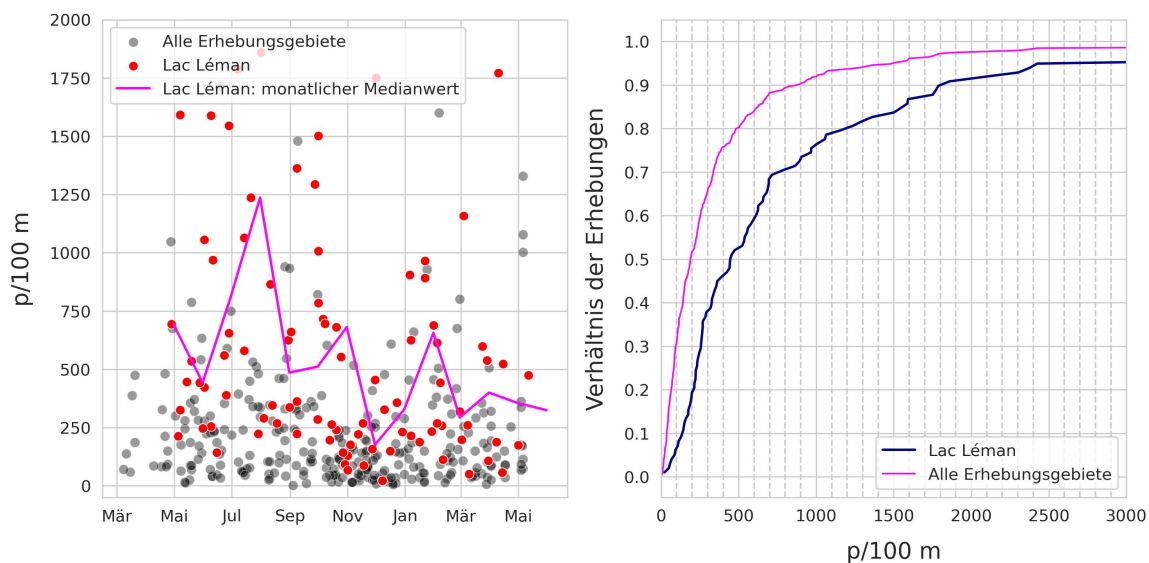 2000
1750
1500
1250
1000
750
500
250
0
p/100 m
Alle Erhebungsgebiete
Lac Léman
Lac Léman: monatlicher Medianwert
Mär
Mai
Jul
Sep
Nov
Jan
Mär
Mai
1.0
0.9
0.8
0.7
0.6
0.5
0.4
0.3
0.2
0.1
0.0
Verhältnis der Erhebungen
Lac Léman
Alle Erhebungsgebiete
0
500
1000
1500
2000
2500
3000
p/100 m